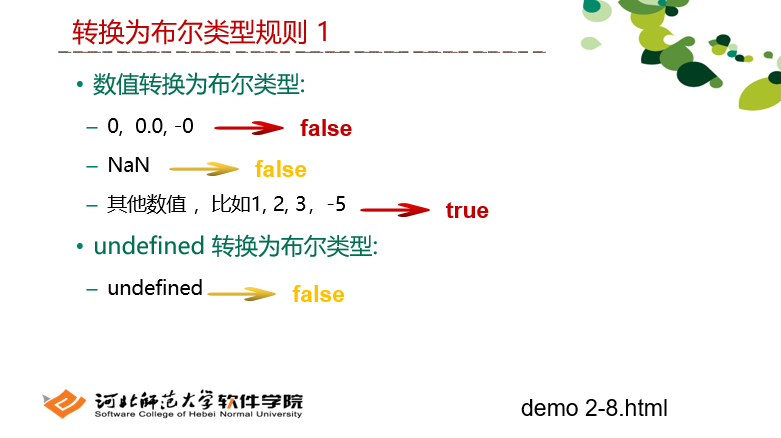 转换为布尔类型规则 1
• 数值转换为布尔类型:
– 0, 0.0, -0 false
– NaN false
– 其他数值 ，比如1, 2, 3， -5 true
• undefined 转换为布尔类型:
– undefined false
河北师范大学软件学院
Software College of Hebei Normal University
demo 2-8.html